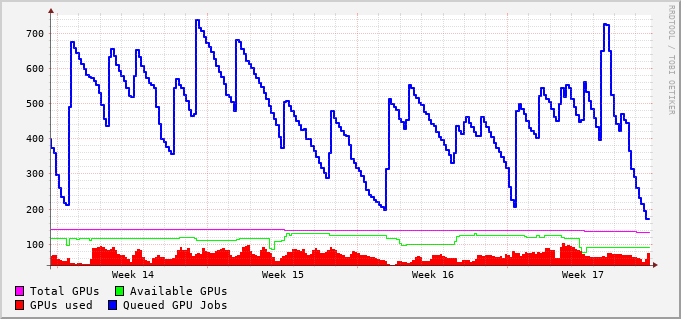 RRDTOOL / TOBI OETIKER
700
600
500
400
300
200
100
Week 14 Week 15 Week 16 Week 17
Total GPUs Available GPUs
GPUs used Queued GPU Jobs